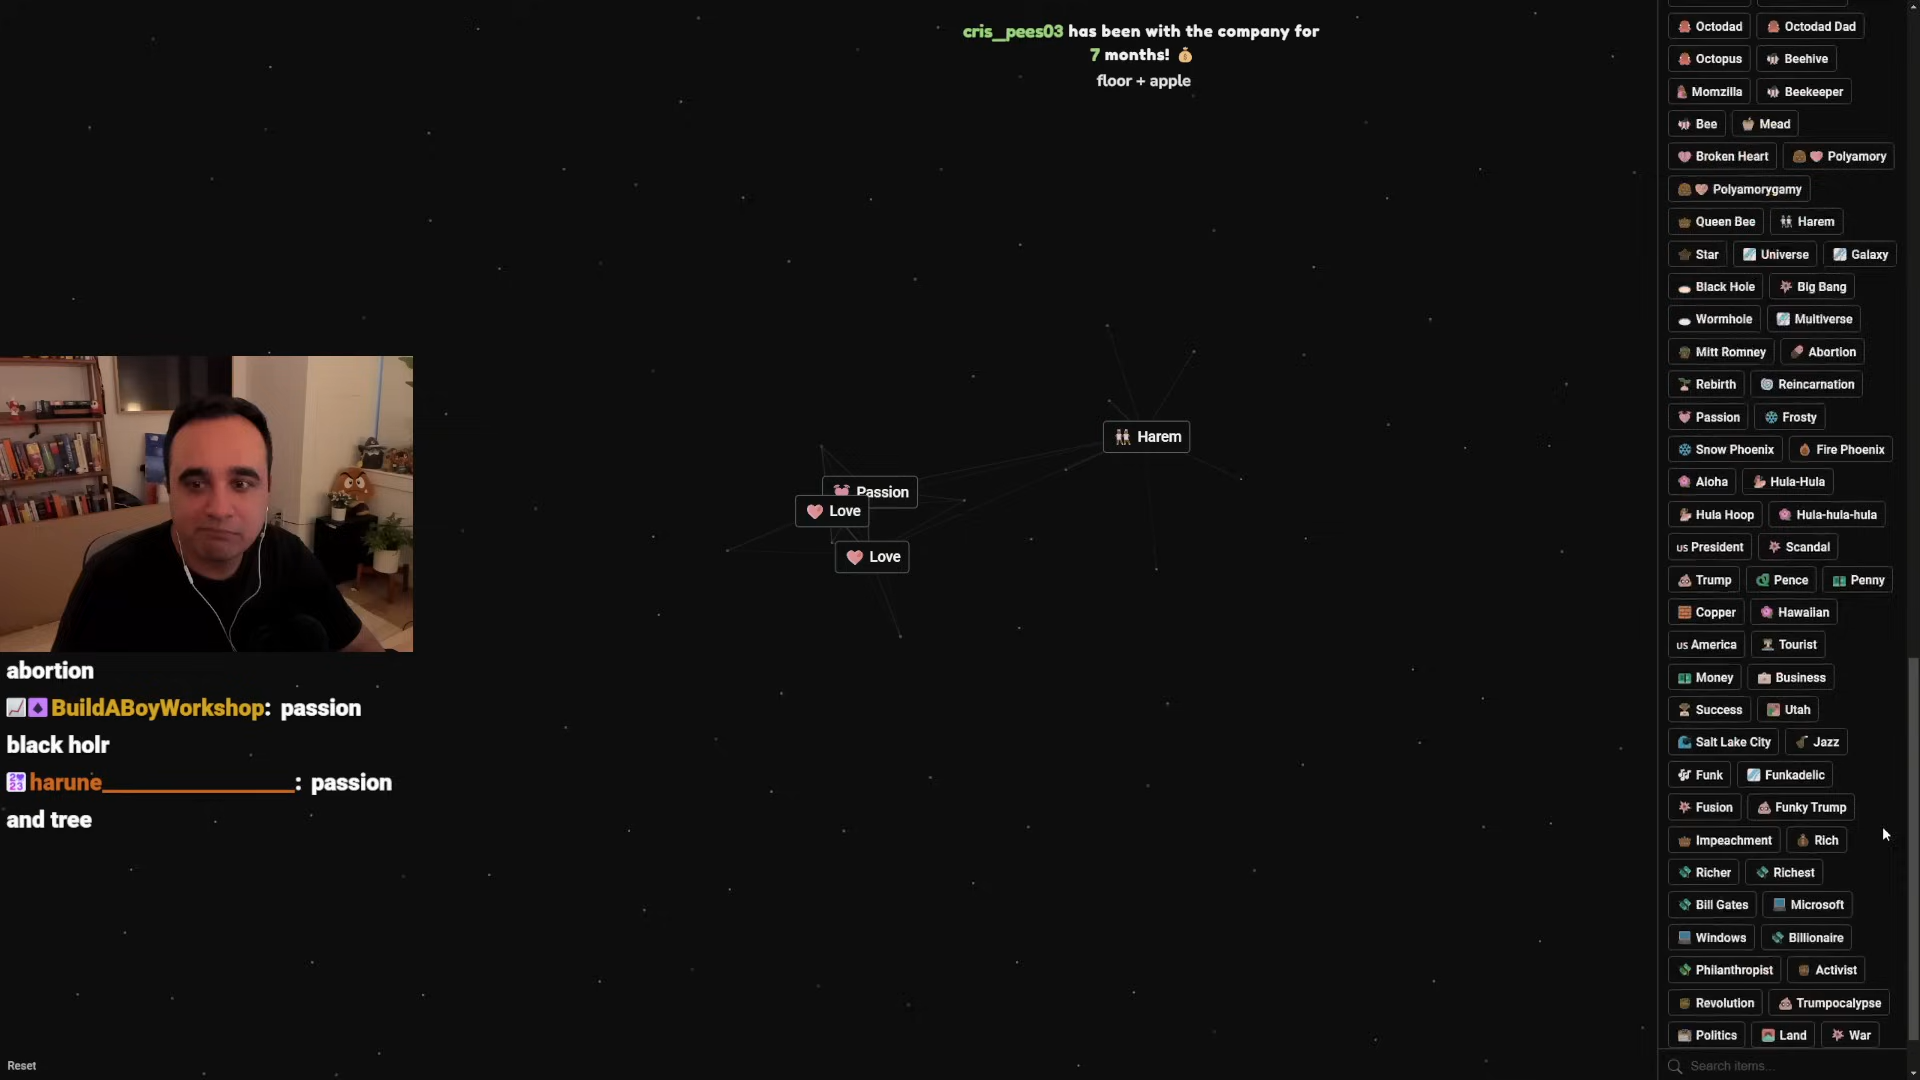 cris_pees03 has been with the company for
7 months!
floor + apple
Harem
Passion
Love
Love
abortion
BuildABoyWorkshop: passion
black holr
harune____________________: passion
and tree
Reset
Octodad Octodad Dad
Octopus Beehive
Momzilla Beekeeper
Bee Mead
Broken Heart Polyamory
Polyamorygamy
Queen Bee Harem
Star Universe Galaxy
Black Hole Big Bang
Wormhole Multiverse
Mitt Romney Abortion
Rebirth Reincarnation
Passion Frosty
Snow Phoenix Fire Phoenix
Aloha Hula-Hula
Hula Hoop Hula-hula-hula
US President Scandal
Trump Pence Penny
Copper Hawaiian
US America Tourist
Money Business
Success Utah
Salt Lake City Jazz
Funk Funkadelic
Fusion Funky Trump
Impeachment Rich
Richer Richest
Bill Gates Microsoft
Windows Billionaire
Philanthropist Activist
Revolution Trumpocalypse
Politics Land War
Search items...